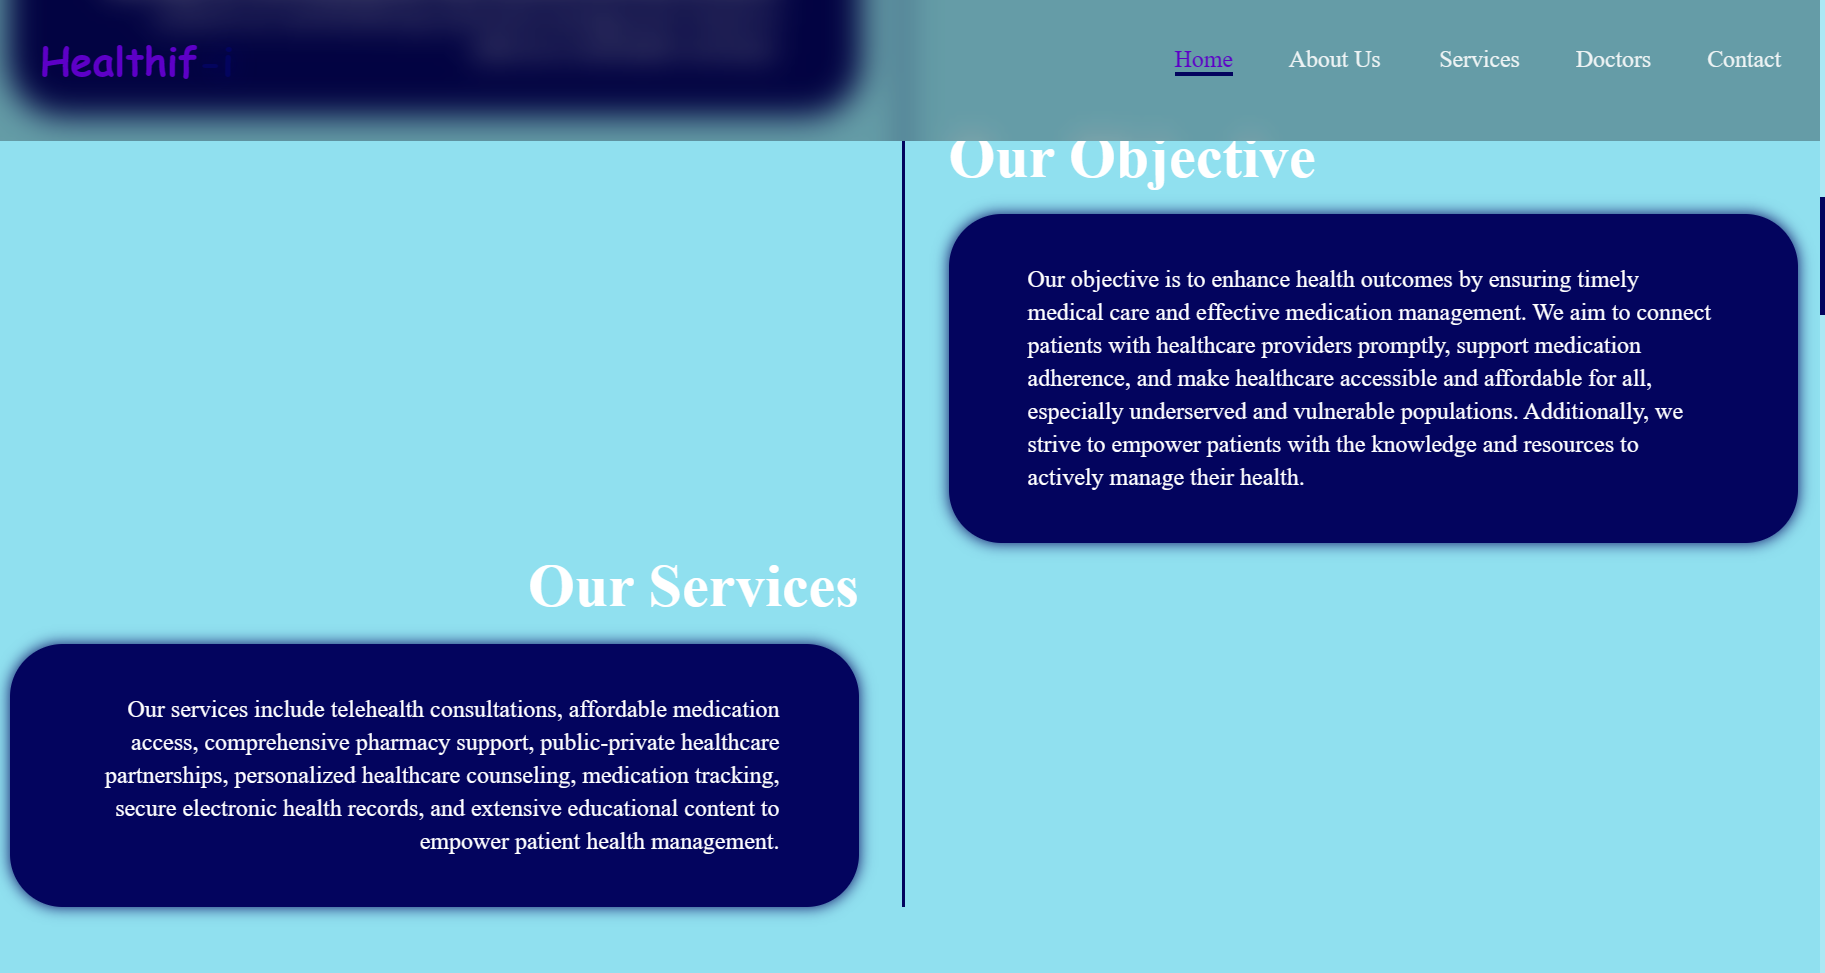 Healthif-i
Home About Us Services Doctors Contact
Our Objective
Our objective is to enhance health outcomes by ensuring timely
medical care and effective medication management. We aim to connect
patients with healthcare providers promptly, support medication
adherence, and make healthcare accessible and affordable for all,
especially underserved and vulnerable populations. Additionally, we
strive to empower patients with the knowledge and resources to
actively manage their health.
Our Services
Our services include telehealth consultations, affordable medication
access, comprehensive pharmacy support, public-private healthcare
partnerships, personalized healthcare counseling, medication tracking,
secure electronic health records, and extensive educational content to
empower patient health management.